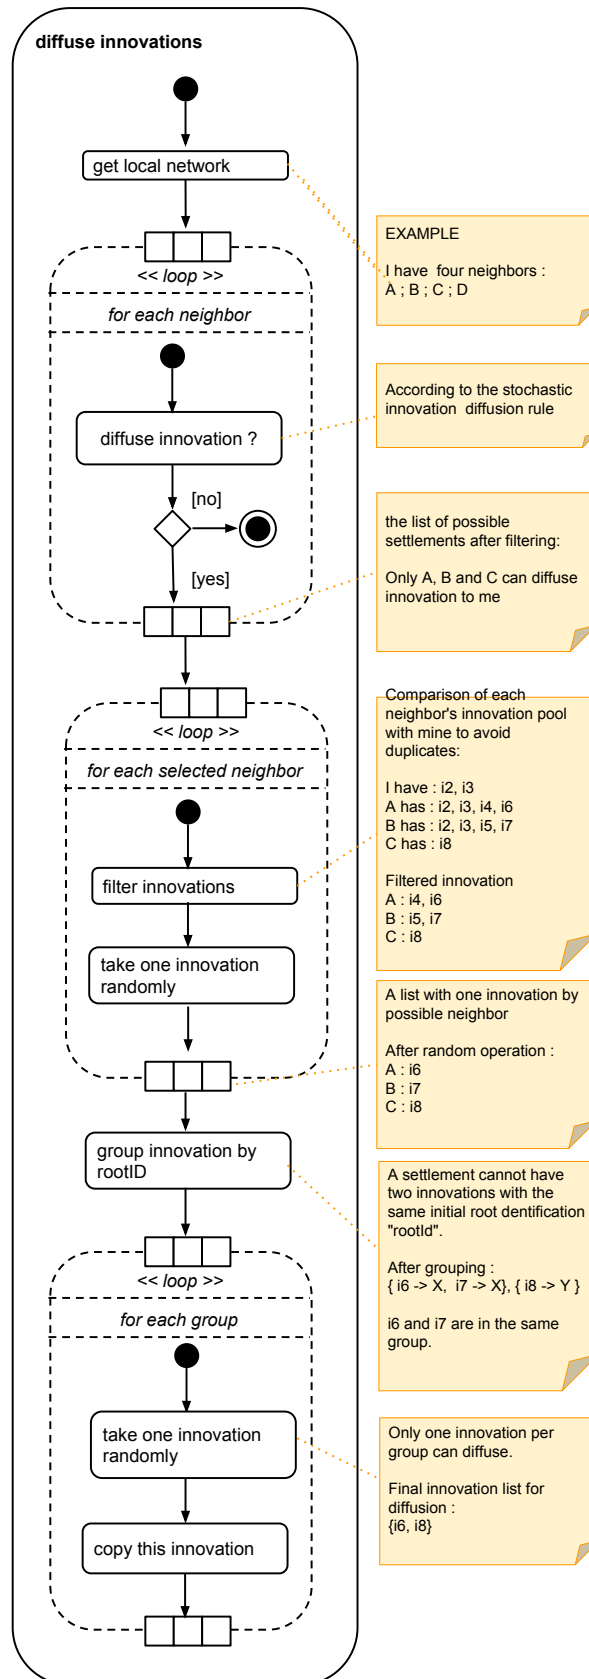 diffuse innovations
get local network
<< loop >>
for each neighbor
diffuse innovation ?
[no]
[yes]
<< loop >>
for each selected neighbor
filter innovations
take one innovation
randomly
group innovation by
rootID
<< loop >>
for each group
take one innovation
randomly
copy this innovation
EXAMPLE
I have  four neighbors :
A ; B ; C ; D
According to the stochastic
innovation  diffusion rule
the list of possible
settlements after filtering:
Only A, B and C can diffuse
innovation to me
Comparison of each
neighbor's innovation pool
with mine to avoid
duplicates:
I have : i2, i3
A has : i2, i3, i4, i6
B has : i2, i3, i5, i7
C has : i8
Filtered innovation
A : i4, i6
B : i5, i7
C : i8
A list with one innovation by
possible neighbor
After random operation :
A : i6
B : i7
C : i8
A settlement cannot have
two innovations with the
same initial root dentification
"rootId".
After grouping :
{ i6 -> X,  i7 -> X}, { i8 -> Y }
i6 and i7 are in the same
group.
Only one innovation per
group can diffuse.
Final innovation list for
diffusion :
{i6, i8}